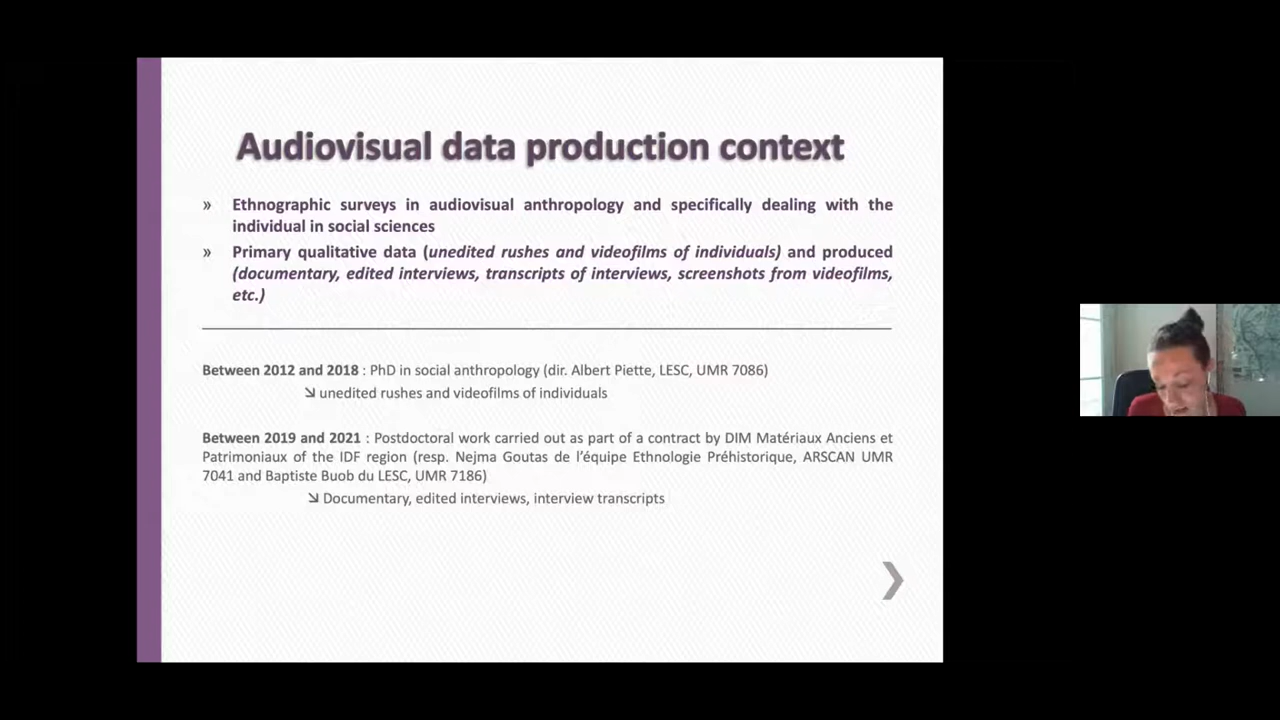 Audiovisual data production context
» Ethnographic surveys in audiovisual anthropology and specifically dealing with the
individual in social sciences
» Primary qualitative data (unedited rushes and videofilms of individuals) and produced
(documentary, edited interviews, transcripts of interviews, screenshots from videofilms,
etc.)
Between 2012 and 2018 : PhD in social anthropology (dir. Albert Piette, LESC, UMR 7086)
↘ unedited rushes and videofilms of individuals
Between 2019 and 2021 : Postdoctoral work carried out as part of a contract by DIM Matériaux Anciens et
Patrimoniaux of the IDF region (resp. Nejma Goutas de l'équipe Ethnologie Préhistorique, ARSCAN UMR
7041 and Baptiste Buob du LESC, UMR 7186)
↘ Documentary, edited interviews, interview transcripts